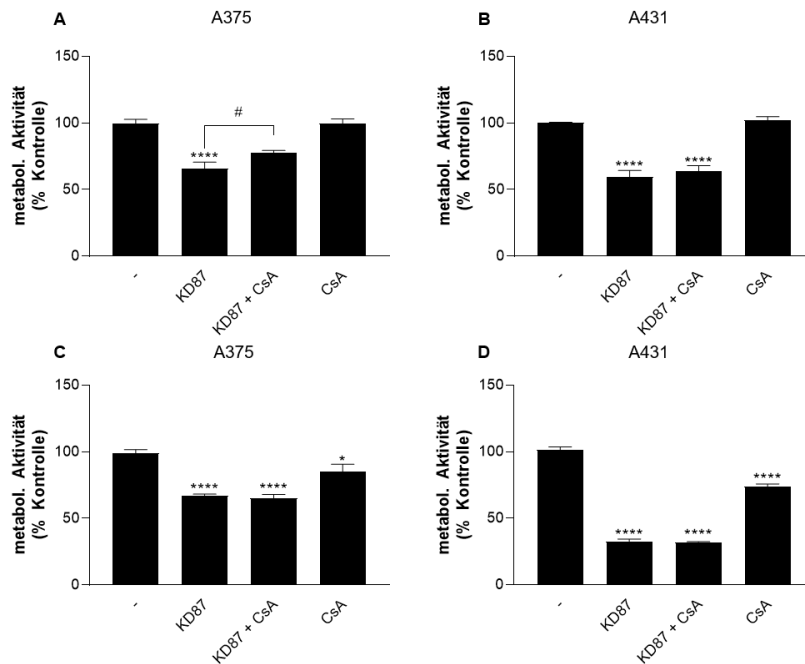 A
A375
metabol. Aktivität
(% Kontrolle)
150
100
50
0
****
#
-
KD87
KD87 + CsA
CsA
B
A431
metabol. Aktivität
(% Kontrolle)
150
100
50
0
****
****
-
KD87
KD87 + CsA
CsA
C
A375
metabol. Aktivität
(% Kontrolle)
150
100
50
0
****
****
*
-
KD87
KD87 + CsA
CsA
D
A431
metabol. Aktivität
(% Kontrolle)
150
100
50
0
****
****
****
-
KD87
KD87 + CsA
CsA